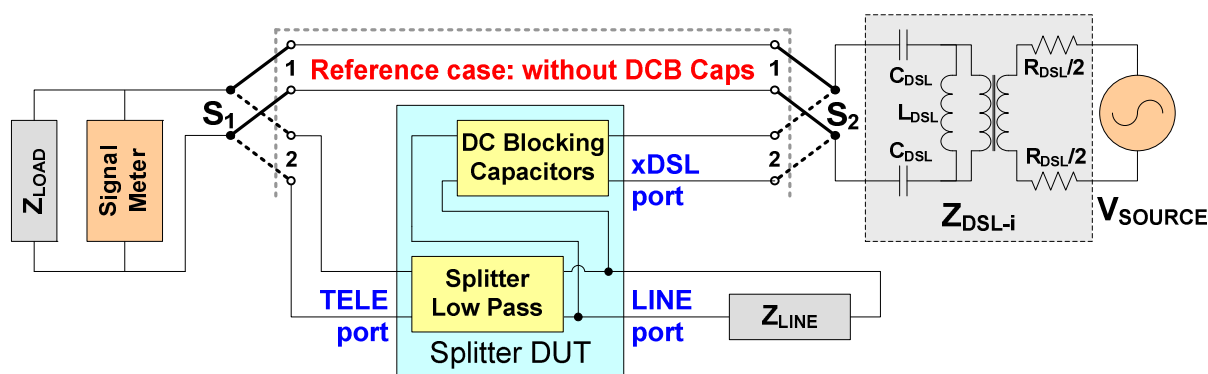 1
Reference case: without DCB Caps
1
S1
S2
2
2
CDSL
LDSL
CDSL
RDSL/2
RDSL/2
ZDSL-i
VSOURCE
ZLOAD
Signal
Meter
DC Blocking
Capacitors
xDSL
port
Splitter
Low Pass
TELE
port
LINE
port
ZLINE
Splitter DUT